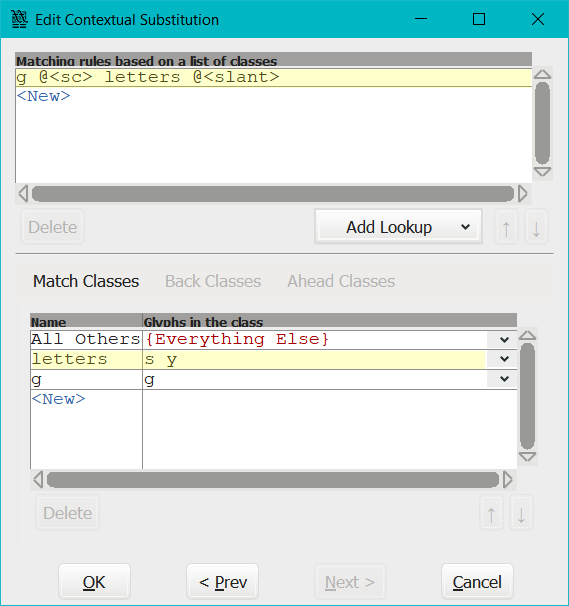 Edit Contextual Substitution
Matching rules based on a list of classes
g @<sc> letters @<slant>
<New>
Delete
Add Lookup
↑
↓
Match Classes
Back Classes
Ahead Classes
Name Glyphs in the class
All Others {Everything Else}
letters s y
g g
<New>
Delete
↑
↓
OK
< Prev
Next >
Cancel